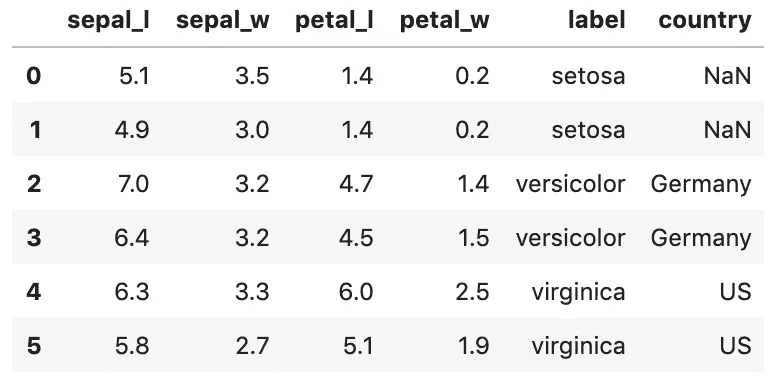 sepal_l sepal_w petal_l petal_w label country
0 5.1 3.5 1.4 0.2 setosa NaN
1 4.9 3.0 1.4 0.2 setosa NaN
2 7.0 3.2 4.7 1.4 versicolor Germany
3 6.4 3.2 4.5 1.5 versicolor Germany
4 6.3 3.3 6.0 2.5 virginica US
5 5.8 2.7 5.1 1.9 virginica US